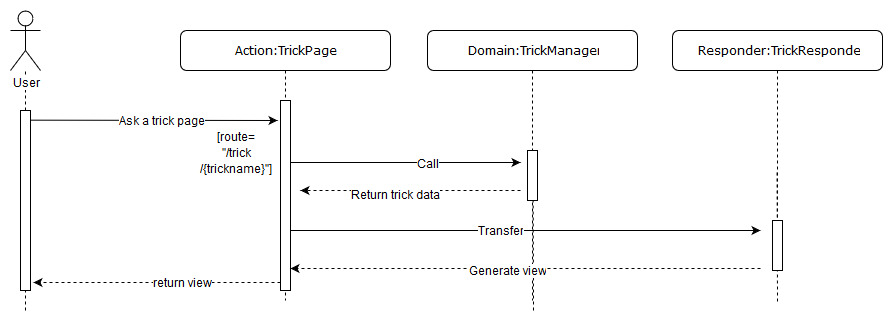 Action:TrickPage
Domain:TrickManager
Responder:TrickResponde
User
Ask a trick page
[route=
"/trick
/{trickname}"]
Call
Return trick data
Transfer
Generate view
return view